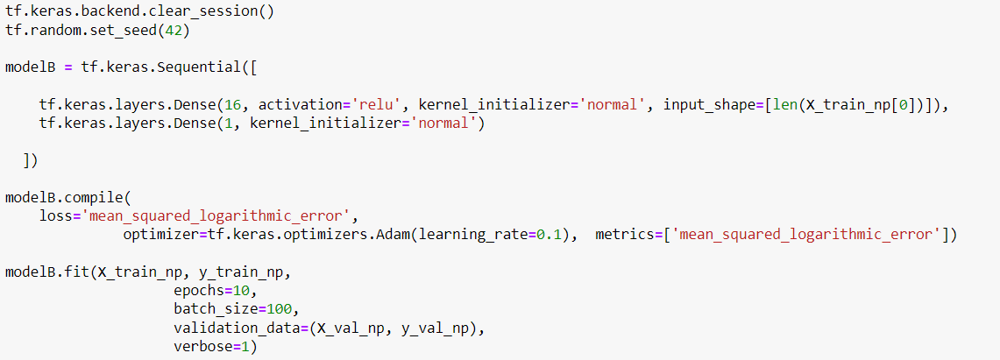 tf.keras.backend.clear_session()
tf.random.set_seed(42)
modelB = tf.keras.Sequential([
tf.keras.layers.Dense(16, activation='relu', kernel_initializer='normal', input_shape=[len(X_train_np[0])]),
tf.keras.layers.Dense(1, kernel_initializer='normal')
])
modelB.compile(
loss='mean_squared_logarithmic_error',
optimizer=tf.keras.optimizers.Adam(learning_rate=0.1),  metrics=['mean_squared_logarithmic_error'])
modelB.fit(X_train_np, y_train_np,
epochs=10,
batch_size=100,
validation_data=(X_val_np, y_val_np),
verbose=1)